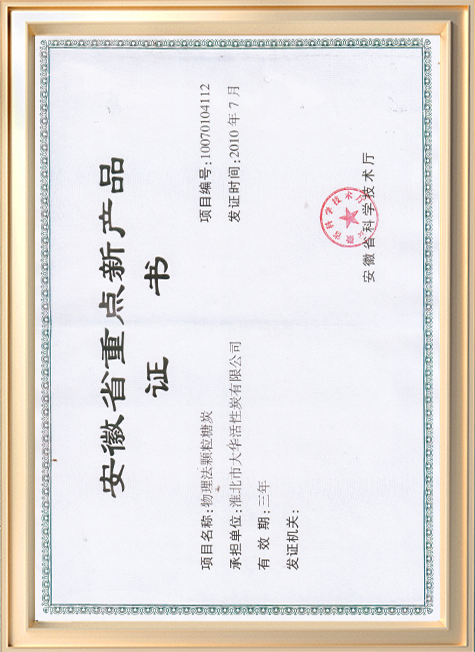 安徽省重点新产品
证书
项目名称:物理法颗粒糖炭
项目编号:10070104112
承担单位:淮北市大华活性炭有限公司
发证时间:2010 年 7 月
有 效 期:三年
发证机关:
安徽省科学技术厅